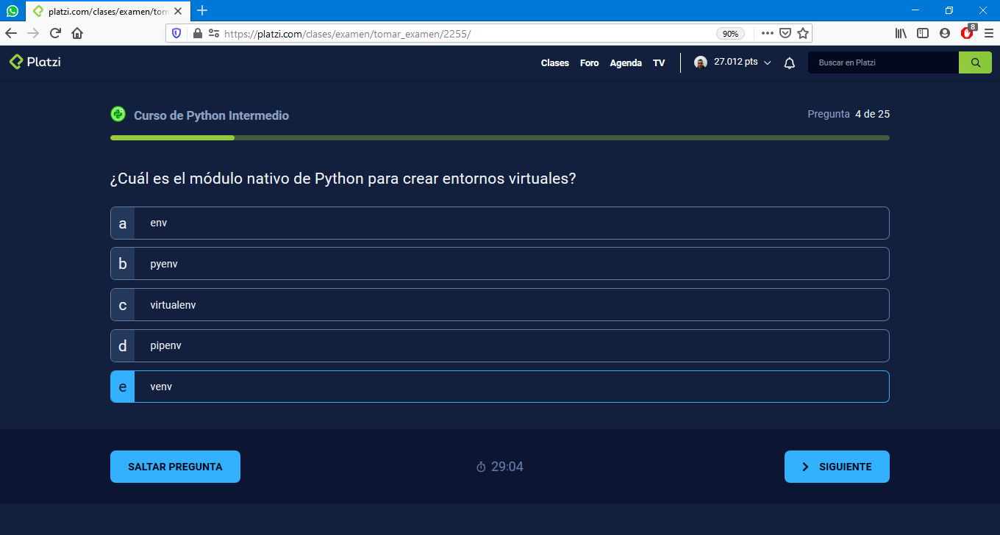 platzi.com/clases/examen/tom
https://platzi.com/clases/examen/tomar_examen/2255/
90%
8
Platzi
Clases
Foro
Agenda
TV
27.012 pts
Buscar en Platzi
Curso de Python Intermedio
Pregunta 4 de 25
¿Cuál es el módulo nativo de Python para crear entornos virtuales?
a env
b pyenv
c virtualenv
d pipenv
e venv
SALTAR PREGUNTA
29:04
SIGUIENTE